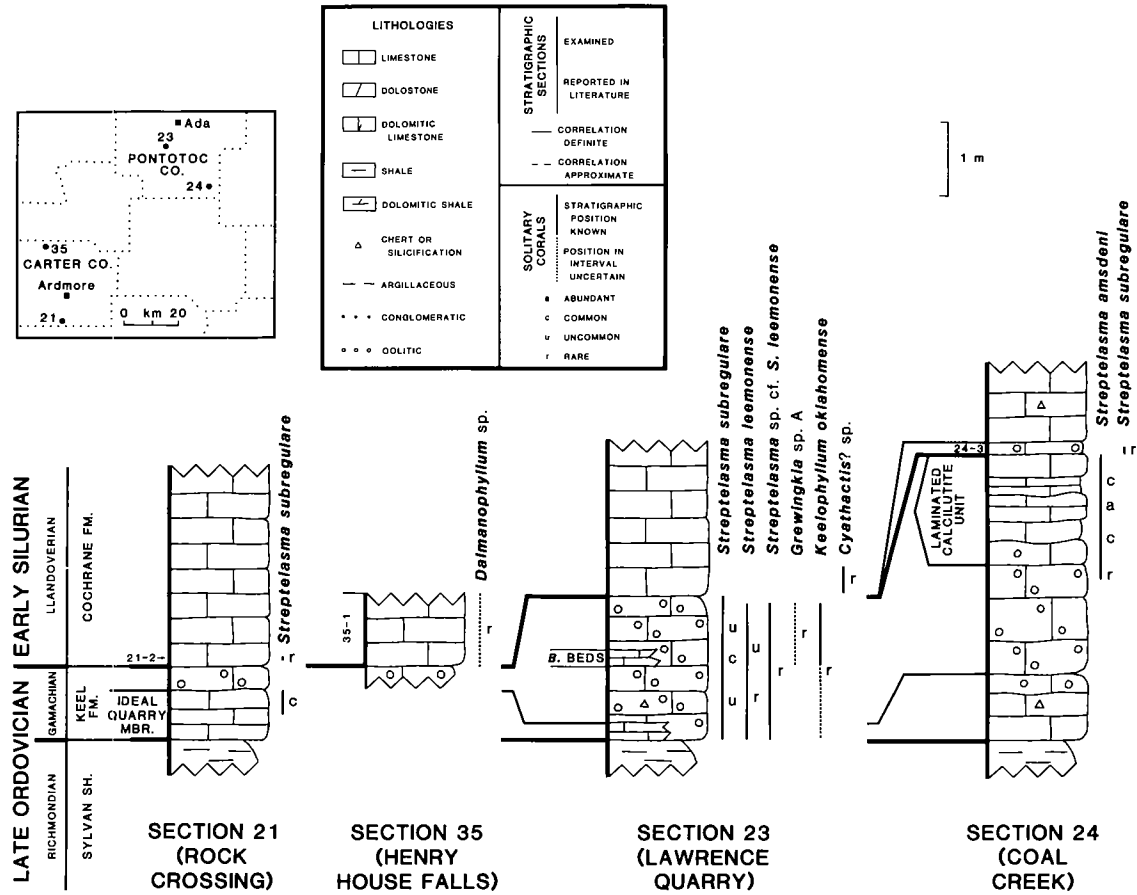 LITHOLOGIES
LIMESTONE
DOLOSTONE
DOLOMITIC
LIMESTONE
SHALE
DOLOMITIC SHALE
CHERT OR
SILICIFICATION
ARGILLACEOUS
CONGLOMERATIC
OOLITIC
STRATIGRAPHIC
SECTIONS
EXAMINED
REPORTED IN
LITERATURE
CORRELATION
DEFINITE
CORRELATION
APPROXIMATE
SOLITARY
CORALS
STRATIGRAPHIC
POSITION
KNOWN
POSITION IN
INTERVAL
UNCERTAIN
a ABUNDANT
c COMMON
u UNCOMMON
r RARE
1 m
Ada
23
PONTOTOC
CO.
24
35
CARTER CO.
Ardmore
21
0 km 20
LATE ORDOVICIAN EARLY SILURIAN
RICHMONDIAN
GAMACHIAN
LLANDOVERIAN
SYLVAN SH.
KEEL
FM.
COCHRANE FM.
21-2
IDEAL
QUARRY
MBR.
Streptelasma subregulare
r
c
SECTION 21
(ROCK
CROSSING)
35-1
Dalmanophyllum sp.
r
SECTION 35
(HENRY
HOUSE FALLS)
B. BEDS
Streptelasma subregulare
Streptelasma leemonense
Streptelasma sp. cf. S. leemonense
Grewingkia sp. A
Keelophyllum oklahomense
Cyathactis? sp.
r
u
u
r
c
r
r
u
r
SECTION 23
(LAWRENCE
QUARRY)
24-3
LAMINATED
CALCILUTITE
UNIT
Streptelasma amsdeni
Streptelasma subregulare
r
c
a
c
r
SECTION 24
(COAL
CREEK)